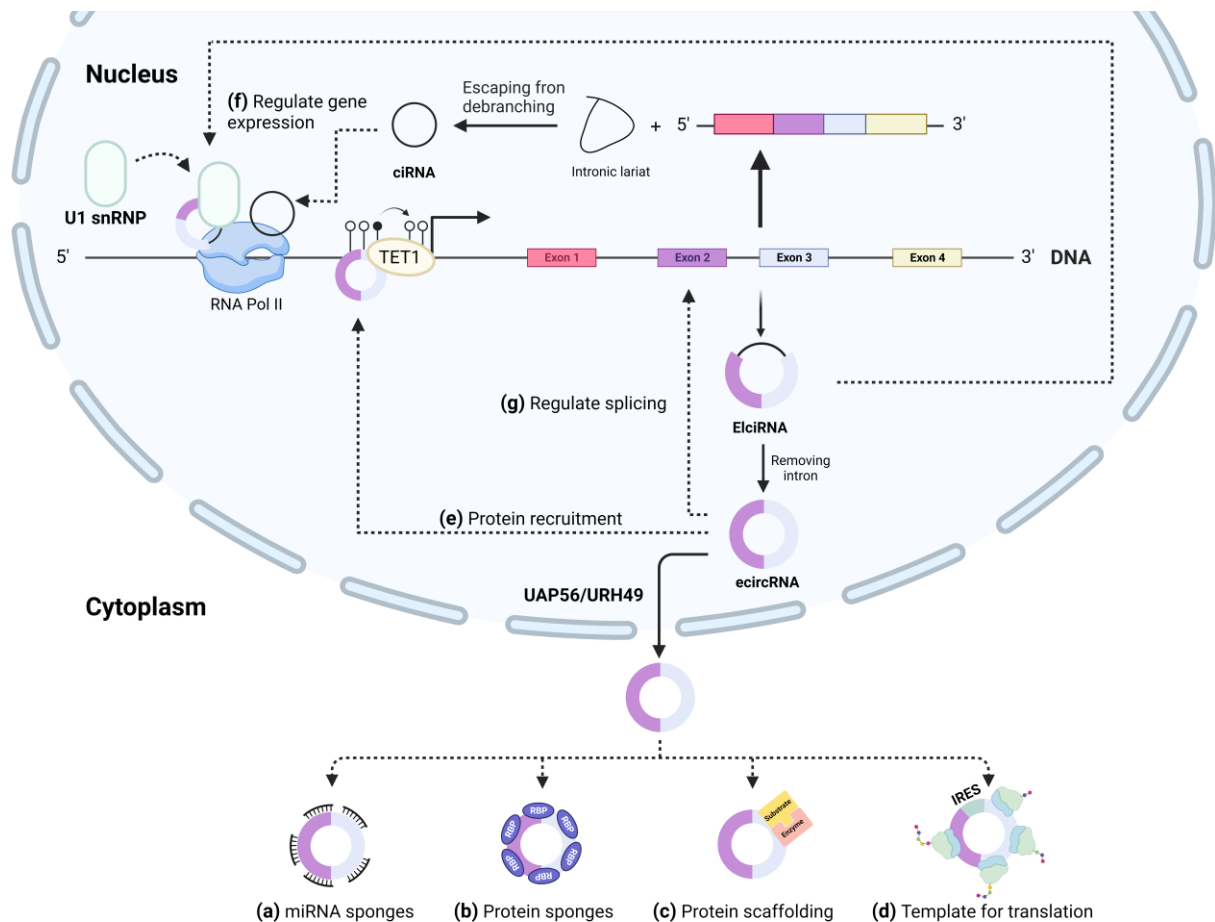 Nucleus
(f) Regulate gene
expression
Escaping fron
debranching
5'
3'
+
Intronic lariat
ciRNA
U1 snRNP
TET1
5'
Exon 1
Exon 2
Exon 3
Exon 4
3'
DNA
RNA Pol II
(g) Regulate splicing
ElciRNA
Removing
intron
(e) Protein recruitment
ecircRNA
UAP56/URH49
Cytoplasm
RBP
RBP
RBP
RBP
RBP
RBP
Substrate
Enzyme
IRES
(a) miRNA sponges
(b) Protein sponges
(c) Protein scaffolding
(d) Template for translation